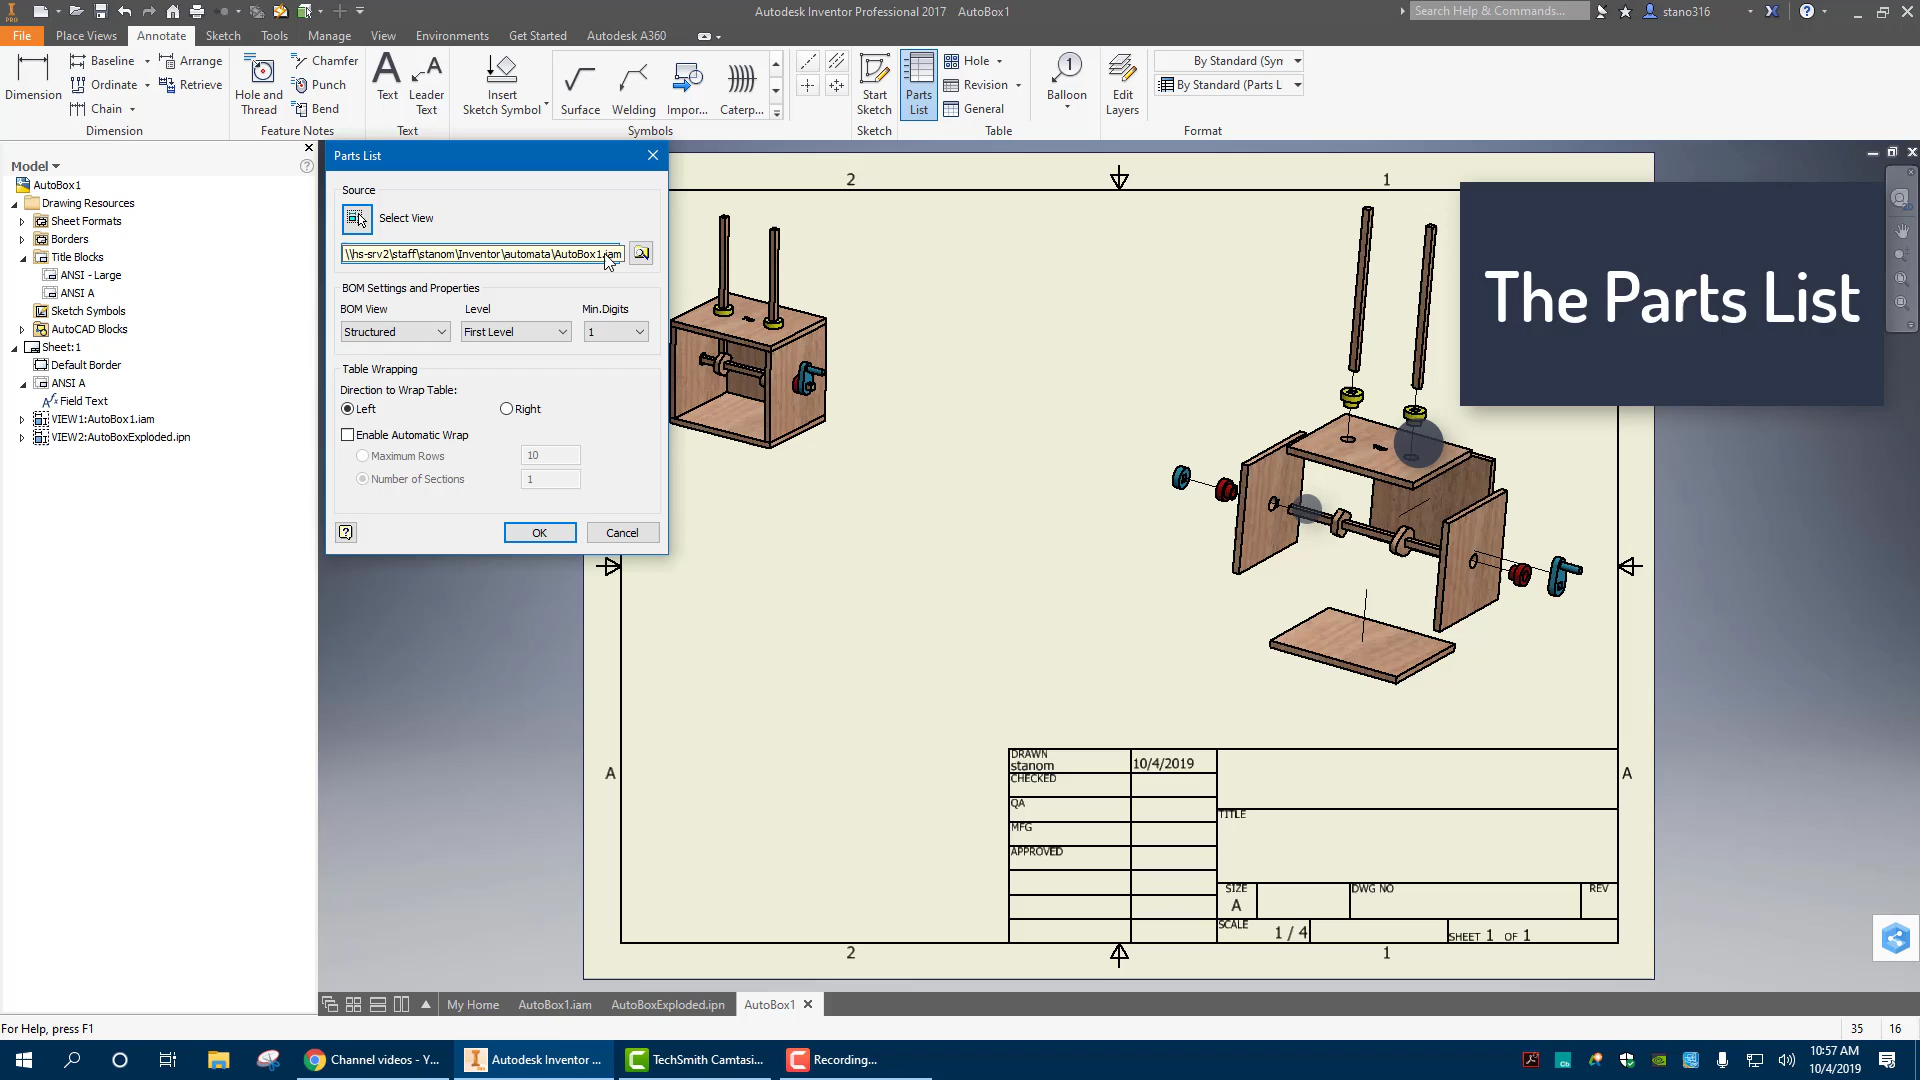 PRO
Autodesk Inventor Professional 2017 AutoBox1
Search Help & Commands...
stano316
File Place Views Annotate Sketch Tools Manage View Environments Get Started Autodesk A360
Dimension
Baseline
Ordinate
Chain
Arrange
Retrieve
Dimension
Hole and Thread
Chamfer
Punch
Bend
Feature Notes
Text
Leader Text
Text
Insert Sketch Symbol
Surface
Welding
Impor...
Caterp...
Symbols
Start Sketch
Sketch
Parts List
Hole
Revision
General
Table
1
Balloon
Edit Layers
By Standard (Syn
By Standard (Parts L
Format
Model
AutoBox1
Drawing Resources
Sheet Formats
Borders
Title Blocks
ANSI - Large
ANSI A
Sketch Symbols
AutoCAD Blocks
Sheet:1
Default Border
ANSI A
Field Text
VIEW1:AutoBox1.iam
VIEW2:AutoBoxExploded.ipn
Parts List
Source
Select View
\\hs-srv2\staff\stanom\Inventor\automata\AutoBox1.iam
BOM Settings and Properties
BOM View Level Min.Digits
Structured First Level 1
Table Wrapping
Direction to Wrap Table:
Left Right
Enable Automatic Wrap
Maximum Rows 10
Number of Sections 1
OK Cancel
2 1
The Parts List
A A
DRAWN
stanom
10/4/2019
CHECKED
QA
MFG
APPROVED
TITLE
SIZE
A
DWG NO
REV
SCALE
1 / 4
SHEET 1 OF 1
2 1
My Home AutoBox1.iam AutoBoxExploded.ipn AutoBox1
For Help, press F1
35 16
Channel videos - Y...
Autodesk Inventor ...
TechSmith Camtasi...
Recording...
10:57 AM
10/4/2019